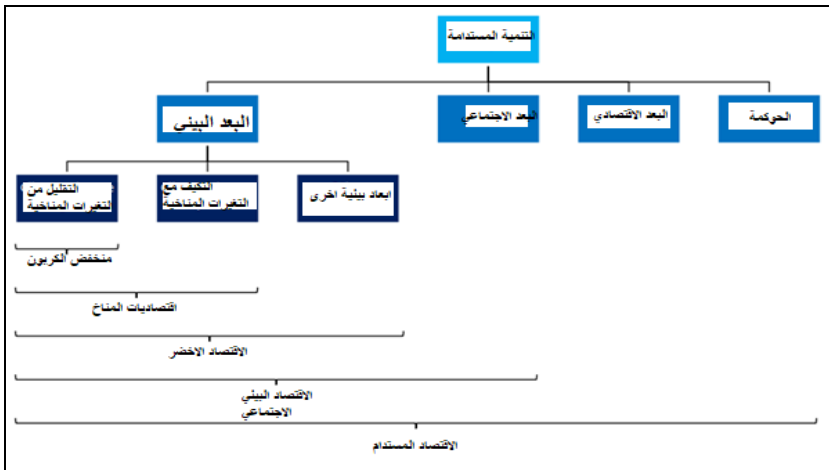 التنمية المستدامة
الحوكمة
البعد الاقتصادي
البعد الاجتماعي
البعد البيئي
ابعاد بيئية اخرى
التكيف مع
التغيرات المناخية
التقليل من
التغيرات المناخية
منخفض الكربون
اقتصاديات المناخ
الاقتصاد الاخضر
الاقتصاد البيئي
الاجتماعي
الاقتصاد المستدام